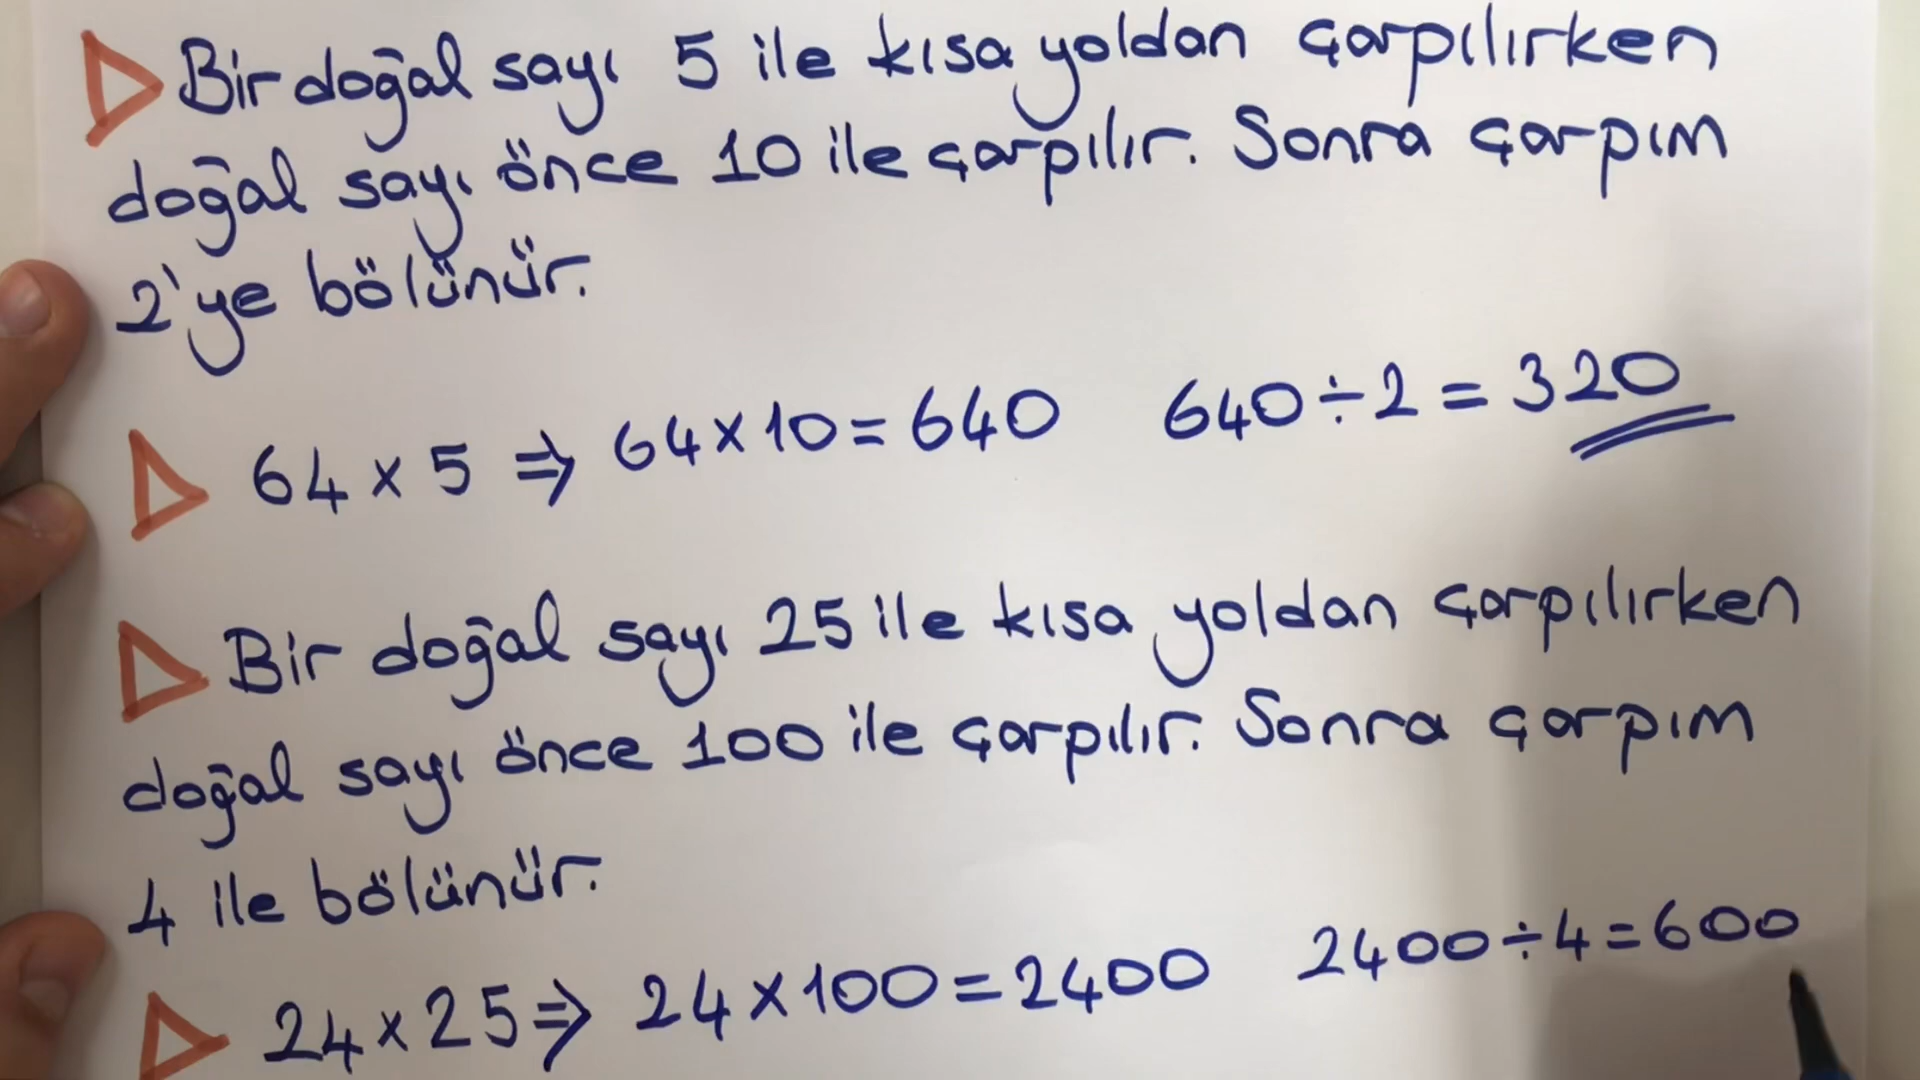 Bir doğal sayı 5 ile kısa yoldan çarpılırken
doğal sayı önce 10 ile çarpılır. Sonra çarpım
2'ye bölünür.
64 x 5 ⇒ 64 x 10 = 640 640 ÷ 2 = 320
Bir doğal sayı 25 ile kısa yoldan çarpılırken
doğal sayı önce 100 ile çarpılır. Sonra çarpım
4 ile bölünür.
24 x 25 ⇒ 24 x 100 = 2400 2400 ÷ 4 = 600